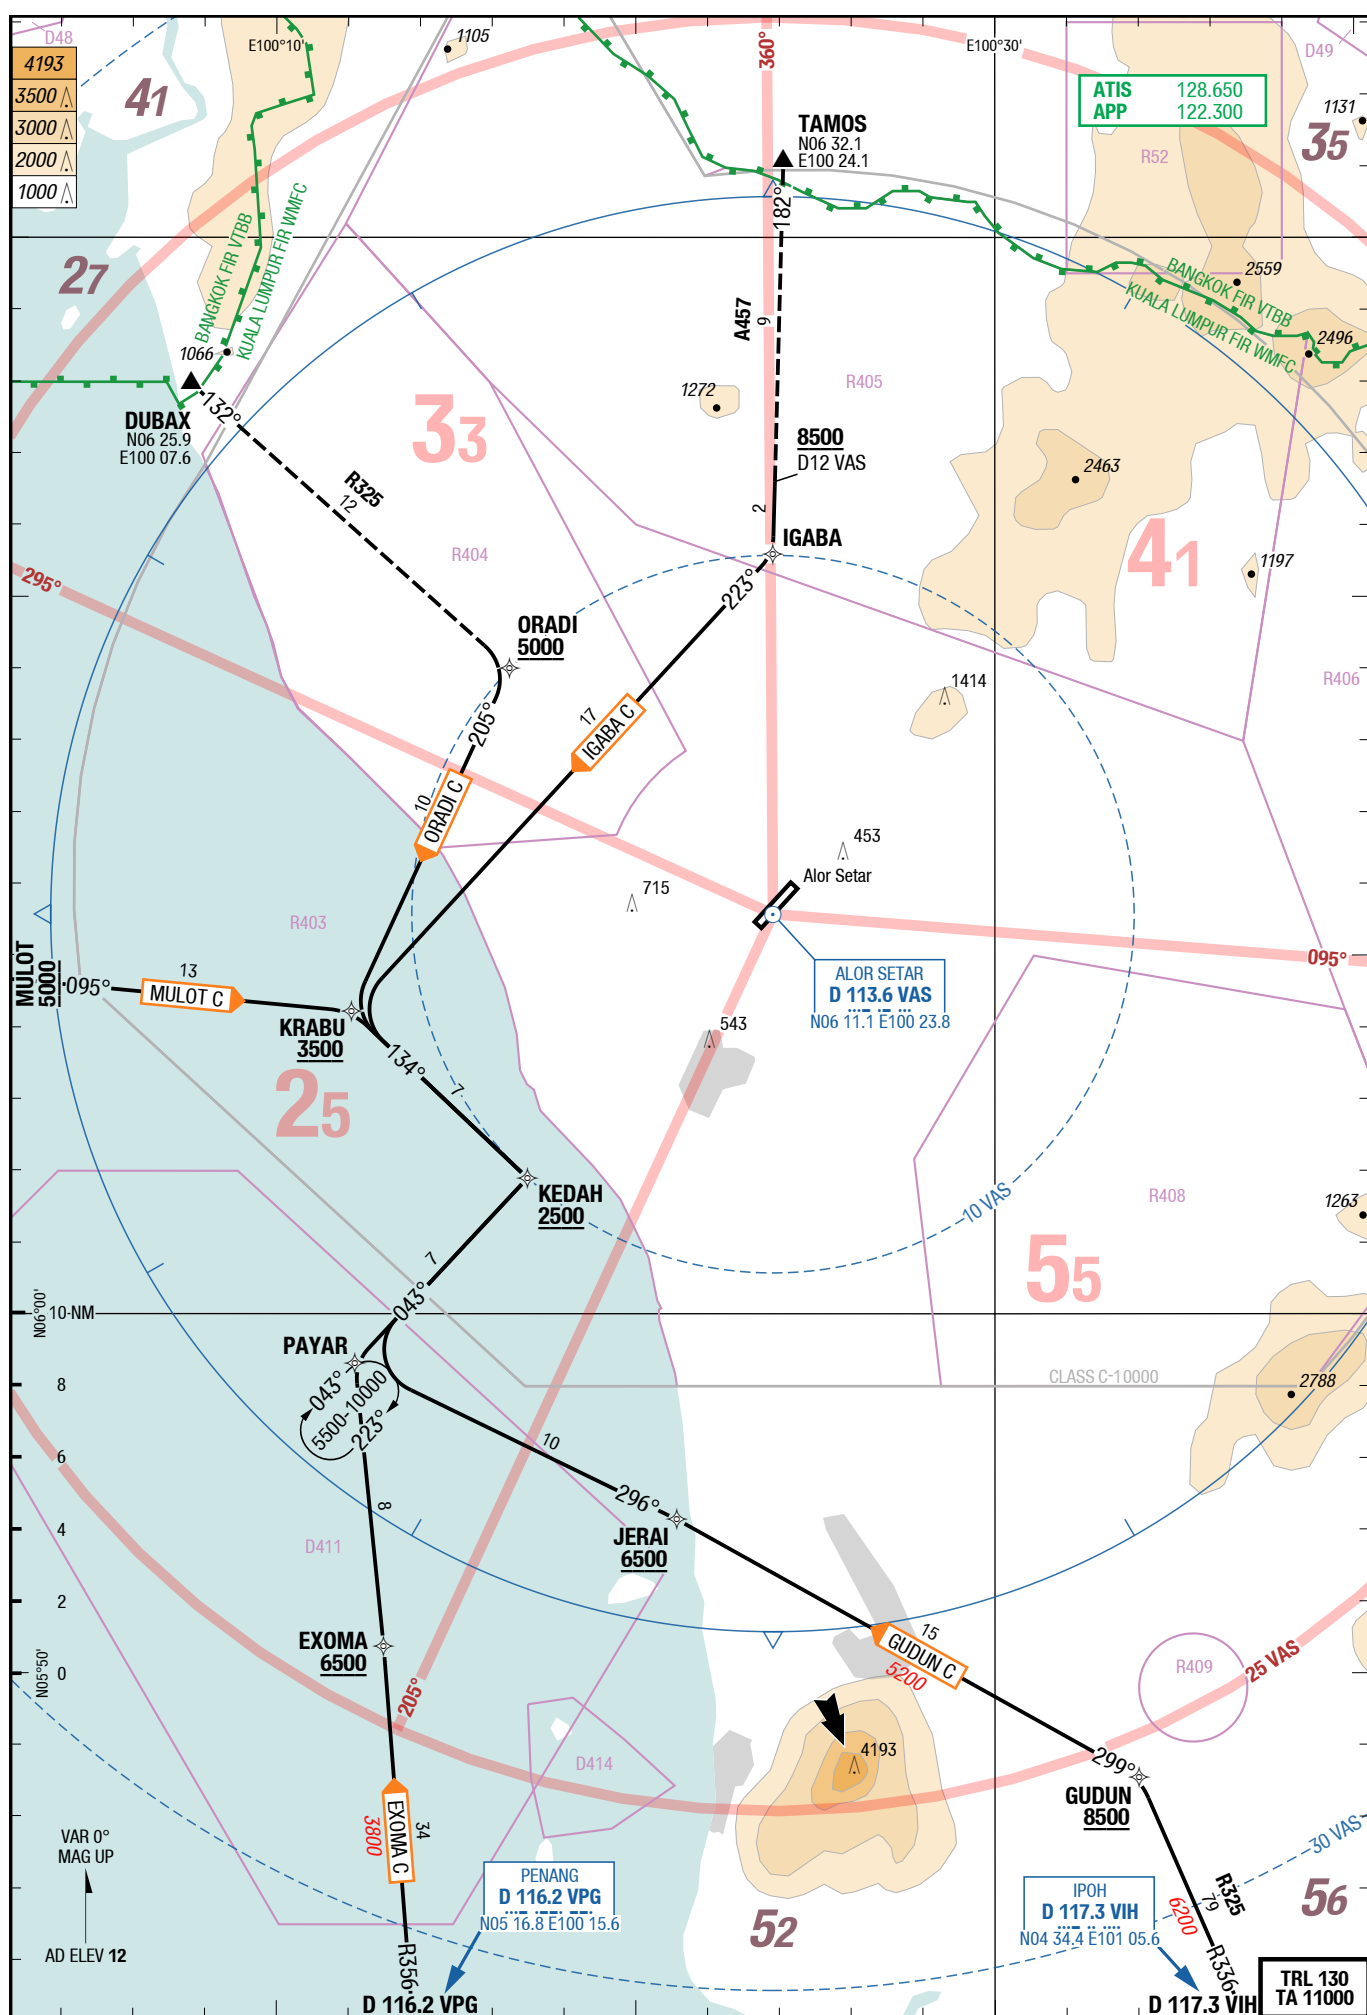 D48
E100°10'
1105
360°
E100°30'
D49
4193
3500
3000
2000
1000
41
ATIS 128.650
APP 122.300
1131
35
R52
TAMOS
N06 32.1
E100 24.1
182°
27
BANGKOK FIR VTBB
KUALA LUMPUR FIR WMFC
BANGKOK FIR VTBB
KUALA LUMPUR FIR WMFC
2559
2496
1066
A457
9
DUBAX
N06 25.9
E100 07.6
132°
33
1272
R405
8500
D12 VAS
2463
R325
12
2
IGABA
R404
41
1197
295°
223°
ORADI
5000
R406
1414
205°
17
IGABA C
10
ORADI C
453
Alor Setar
715
R403
095°
MULOT
5000
095°
13
MULOT C
ALOR SETAR
D 113.6 VAS
N06 11.1 E100 23.8
KRABU
3500
543
134°
7
25
KEDAH
2500
10 VAS
R408
1263
55
7
043°
N06°00'
10 NM
PAYAR
8
CLASS C-10000
2788
043°
5500-10000
223°
10
6
296°
8
4
JERAI
6500
D411
2
EXOMA
6500
15
GUDUN C
5200
R409
25 VAS
N05°50'
0
205°
4193
D414
299°
GUDUN
8500
EXOMA C
34
3800
VAR 0°
MAG UP
30 VAS
PENANG
D 116.2 VPG
N05 16.8 E100 15.6
IPOH
D 117.3 VIH
N04 34.4 E101 05.6
R325
79
6200
56
52
AD ELEV 12
R356°
R336°
D 116.2 VPG
D 117.3 VIH
TRL 130
TA 11000